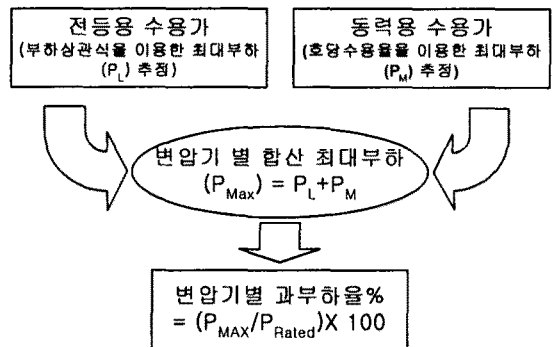 전등용 수용가
(부하상관식을 이용한 최대부하
(P_L) 추정)
동력용 수용가
(호당수용율을 이용한 최대부하
(P_M) 추정)
변압기 별 합산 최대부하
(P_Max) = P_L+P_M
변압기별 과부하율%
= (P_MAX/P_Rated)X 100